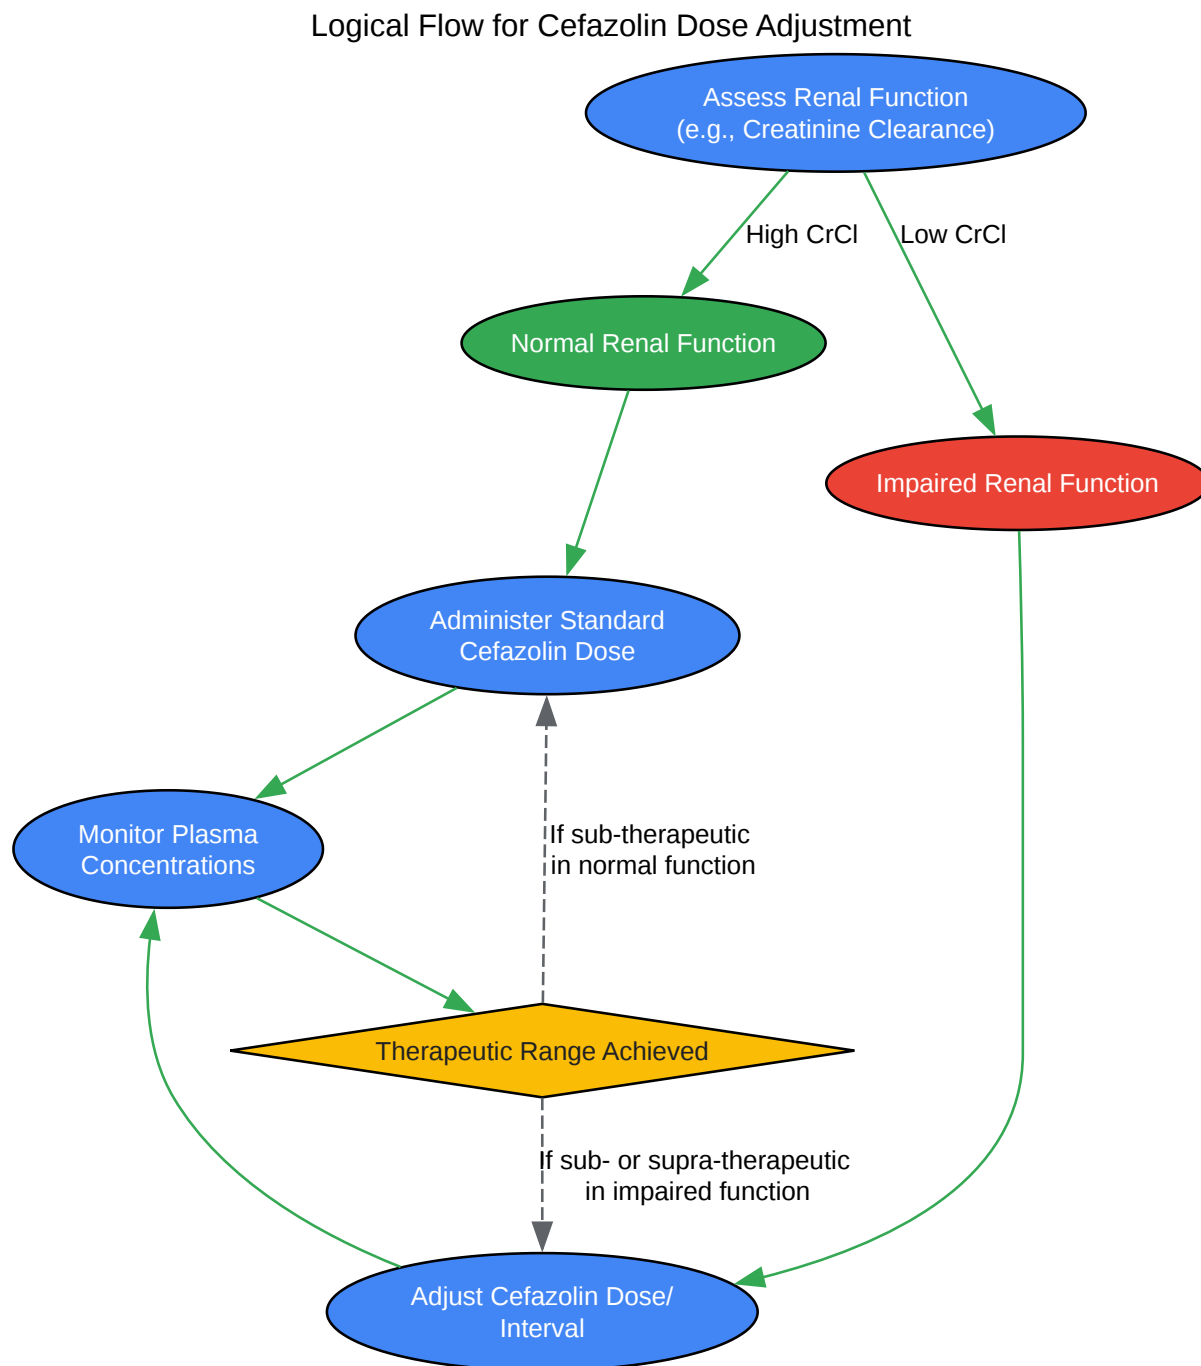 Logical Flow for Cefazolin Dose Adjustment
Assess Renal Function
(e.g., Creatinine Clearance)
High CrCl
Low CrCl
Normal Renal Function
Impaired Renal Function
Administer Standard
Cefazolin Dose
Monitor Plasma
Concentrations
If sub-therapeutic
in normal function
Therapeutic Range Achieved
If sub- or supra-therapeutic
in impaired function
Adjust Cefazolin Dose/
Interval